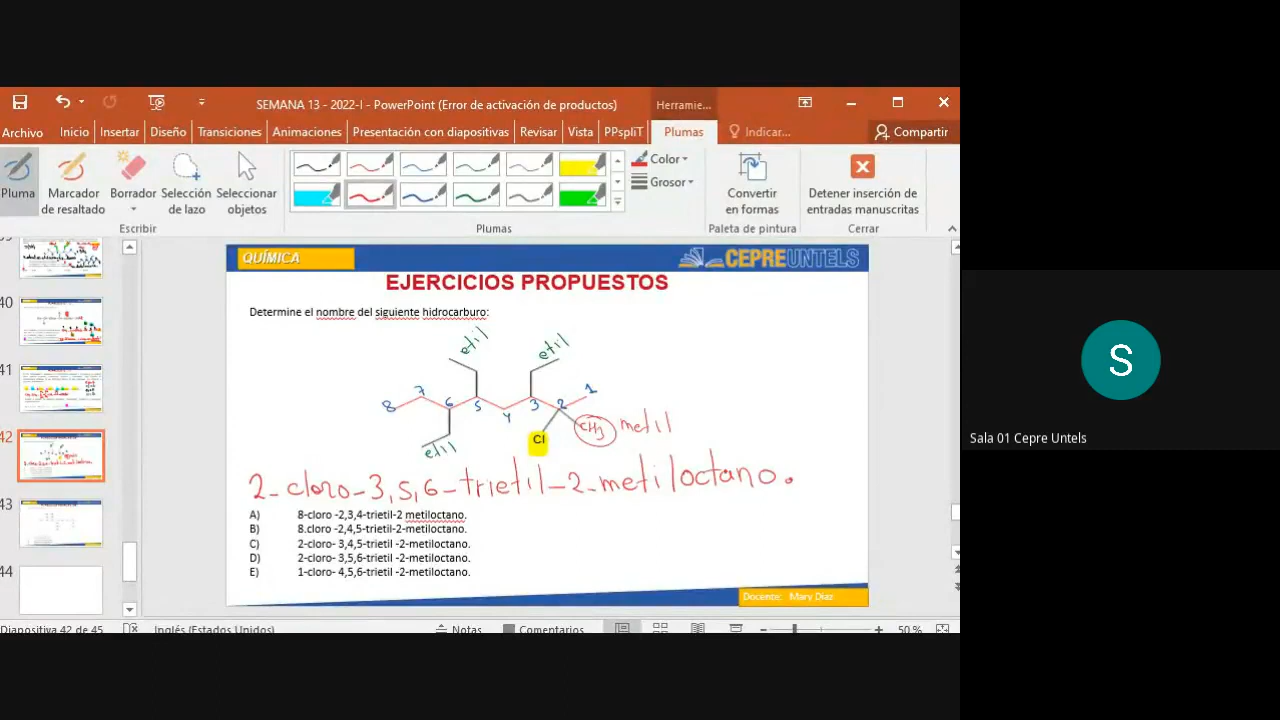 SEMANA 13 - 2022-I - PowerPoint (Error de activación de productos)
Herramie...
Archivo Inicio Insertar Diseño Transiciones Animaciones Presentación con diapositivas Revisar Vista PPspliT Plumas Indicar... Compartir
Pluma
Marcador de resaltado
Borrador
Selección de lazo
Seleccionar objetos
Color
Grosor
Convertir en formas
Detener inserción de entradas manuscritas
Escribir
Plumas
Paleta de pintura
Cerrar
40
41
42
43
44
QUÍMICA
CEPREUNTELS
EJERCICIOS PROPUESTOS
Determine el nombre del siguiente hidrocarburo:
etil
etil
8 7 6 5 4 3 2 1
CH3 metil
Cl
etil
2- cloro-3,5,6-trietil-2-metiloctano.
A) 8-cloro -2,3,4-trietil-2 metiloctano.
B) 8.cloro -2,4,5-trietil-2-metiloctano.
C) 2-cloro- 3,4,5-trietil -2-metiloctano.
D) 2-cloro- 3,5,6-trietil -2-metiloctano.
E) 1-cloro- 4,5,6-trietil -2-metiloctano.
Docente: Mary Díaz
Diapositiva 42 de 45
Inglés (Estados Unidos)
Notas
Comentarios
50 %
S
Sala 01 Cepre Untels